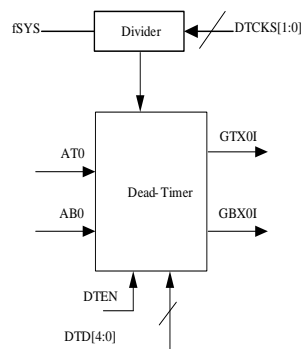 fSYS
Divider
DTCKS[1:0]
AT0
GTX0I
Dead-Timer
AB0
GBX0I
DTEN
DTD[4:0]